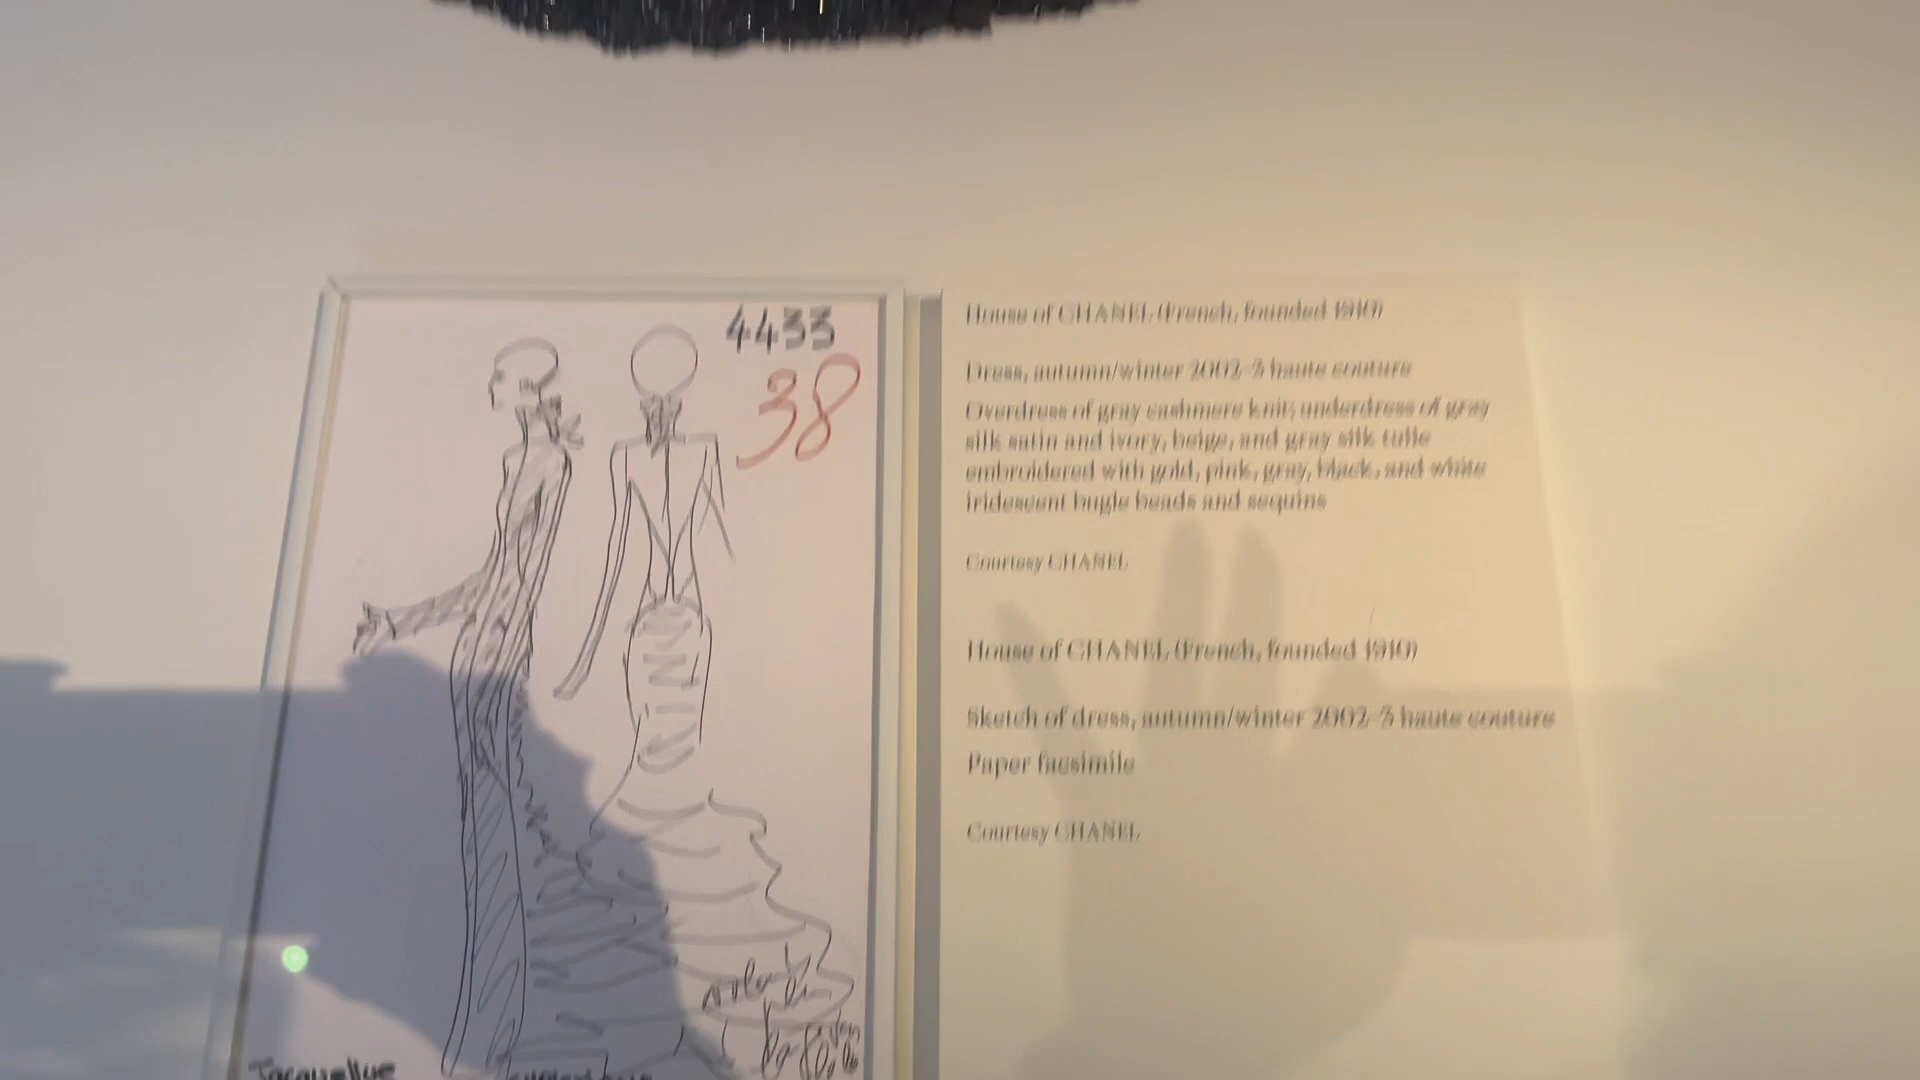 4433
38
House of CHANEL (French, founded 1910)
Dress, autumn/winter 2002–3 haute couture
Overdress of gray cashmere knit; underdress of gray
silk satin and ivory, beige, and gray silk tulle
embroidered with gold, pink, gray, black, and white
iridescent bugle beads and sequins
Courtesy CHANEL
House of CHANEL (French, founded 1910)
Sketch of dress, autumn/winter 2002–3 haute couture
Paper facsimile
Courtesy CHANEL